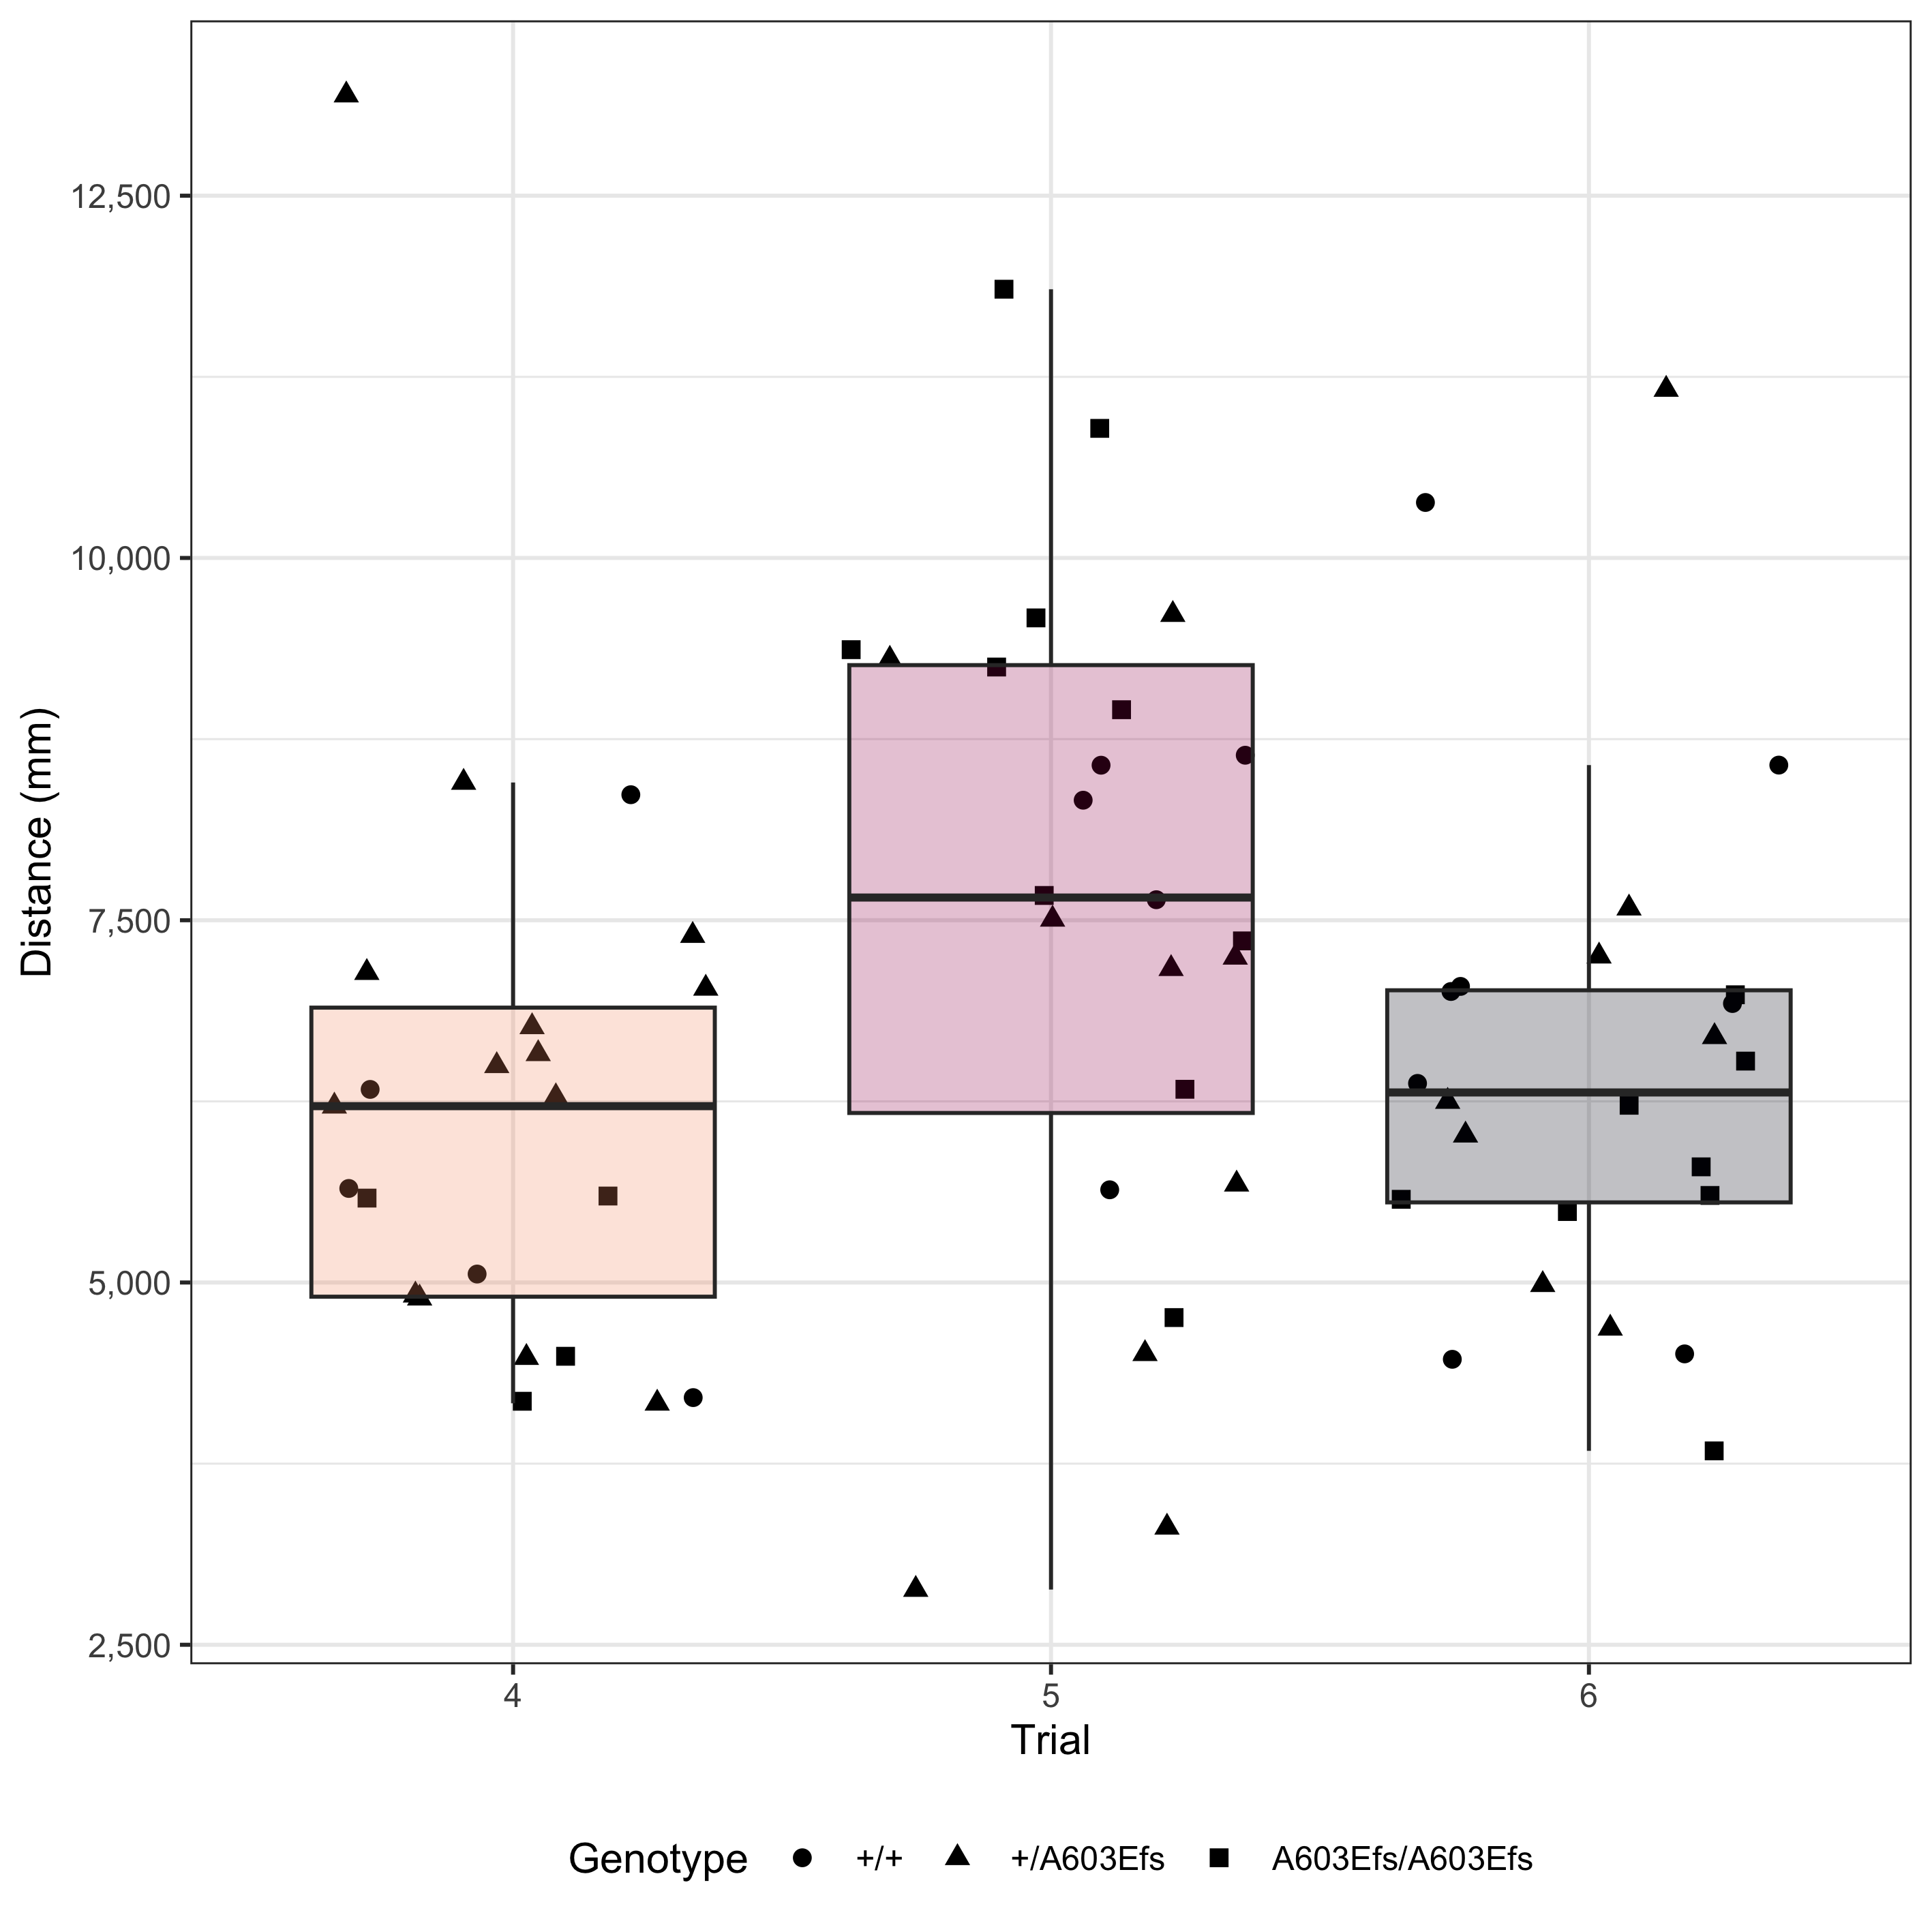 12,500
10,000
7,500
5,000
2,500
Distance (mm)
4 5 6
Trial
Genotype +/+ +/A603Efs A603Efs/A603Efs